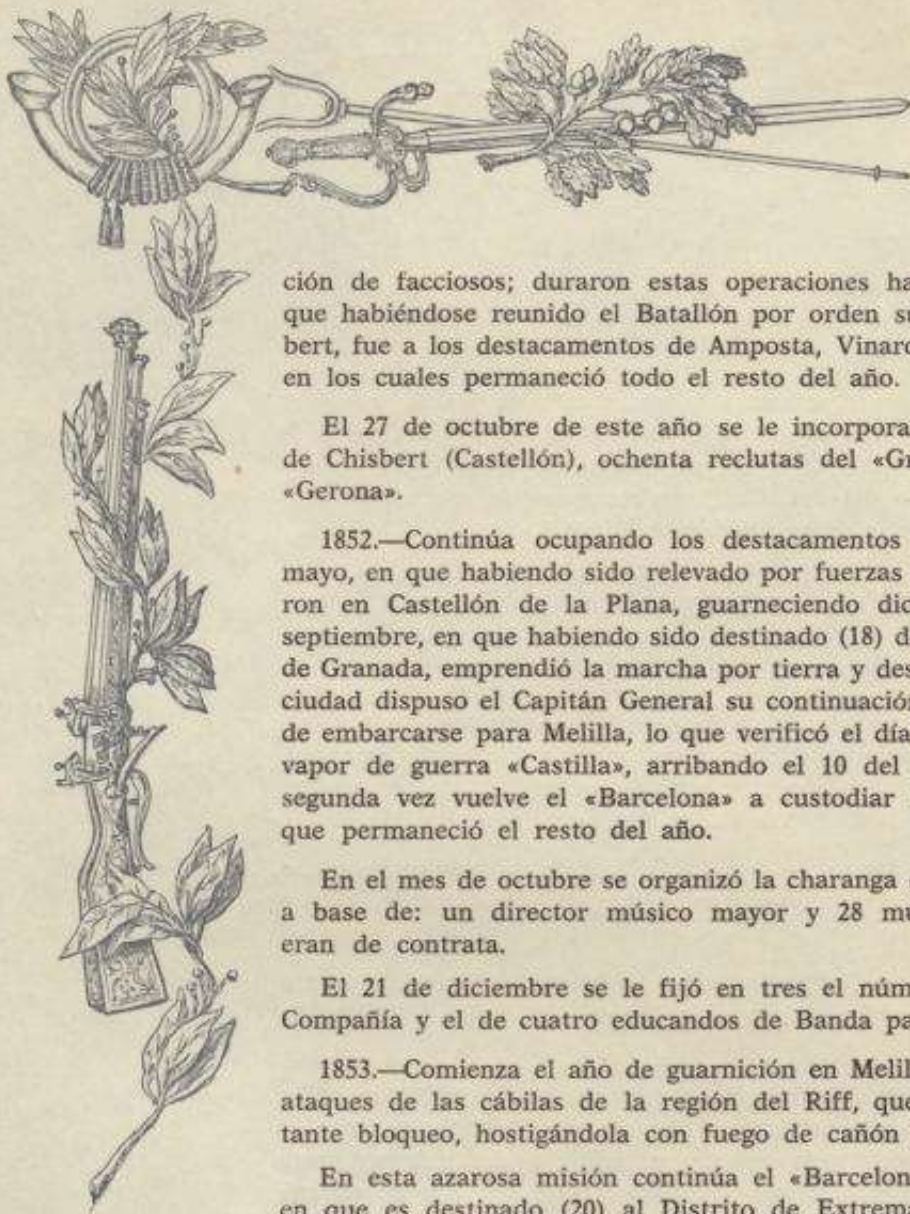 ción de facciosos; duraron estas operaciones ha
que habiéndose reunido el Batallón por orden su
bert, fue a los destacamentos de Amposta, Vinaro
en los cuales permaneció todo el resto del año.
El 27 de octubre de este año se le incorpora
de Chisbert (Castellón), ochenta reclutas del «Gr
«Gerona».
1852.—Continúa ocupando los destacamentos
mayo, en que habiendo sido relevado por fuerzas
ron en Castellón de la Plana, guarneciendo dic
septiembre, en que habiendo sido destinado (18) d
de Granada, emprendió la marcha por tierra y des
ciudad dispuso el Capitán General su continuación
de embarcarse para Melilla, lo que verificó el día
vapor de guerra «Castilla», arribando el 10 del
segunda vez vuelve el «Barcelona» a custodiar
que permaneció el resto del año.
En el mes de octubre se organizó la charanga
a base de: un director músico mayor y 28 mú
eran de contrata.
El 21 de diciembre se le fijó en tres el núm
Compañía y el de cuatro educandos de Banda pa
1853.—Comienza el año de guarnición en Melil
ataques de las cábilas de la región del Riff, que
tante bloqueo, hostigándola con fuego de cañón
En esta azarosa misión continúa el «Barcelon
en que es destinado (20) al Distrito de Extrema